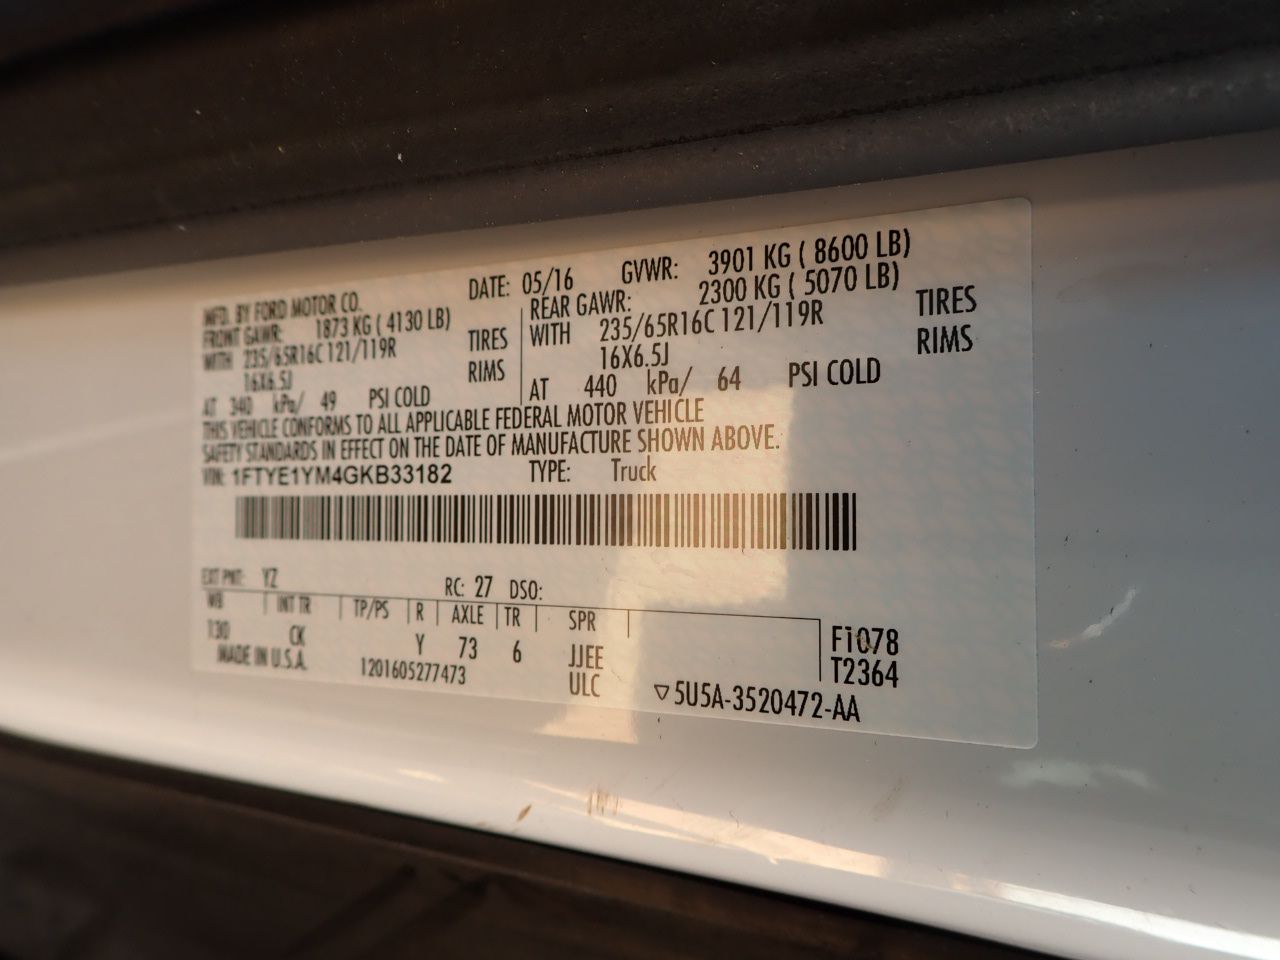 MFD. BY FORD MOTOR CO. DATE: 05/16 GVWR: 3901 KG ( 8600 LB)
FRONT GAWR: 1873 KG ( 4130 LB) REAR GAWR: 2300 KG ( 5070 LB)
WITH 235/65R16C 121/119R TIRES WITH 235/65R16C 121/119R TIRES
16X6.5J RIMS 16X6.5J RIMS
AT 340 kPa/ 49 PSI COLD AT 440 kPa/ 64 PSI COLD
THIS VEHICLE CONFORMS TO ALL APPLICABLE FEDERAL MOTOR VEHICLE
SAFETY STANDARDS IN EFFECT ON THE DATE OF MANUFACTURE SHOWN ABOVE.
VIN: 1FTYE1YM4GKB33182 TYPE: Truck
EXT PNT: YZ RC: 27 DSO:
WB INT TR TP/PS R AXLE TR SPR
130 CK Y 73 6 JJEE F1078
MADE IN U.S.A. 1201605277473 ULC T2364
▽5U5A-3520472-AA